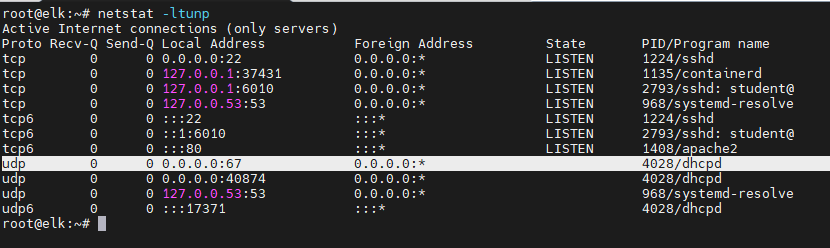 root@elk:~# netstat -ltunp
Active Internet connections (only servers)
Proto Recv-Q Send-Q Local Address           Foreign Address         State       PID/Program name
tcp        0      0 0.0.0.0:22              0.0.0.0:*               LISTEN      1224/sshd
tcp        0      0 127.0.0.1:37431         0.0.0.0:*               LISTEN      1135/containerd
tcp        0      0 127.0.0.1:6010          0.0.0.0:*               LISTEN      2793/sshd: student@
tcp        0      0 127.0.0.53:53           0.0.0.0:*               LISTEN      968/systemd-resolve
tcp6       0      0 :::22                   :::*                    LISTEN      1224/sshd
tcp6       0      0 ::1:6010                :::*                    LISTEN      2793/sshd: student@
tcp6       0      0 :::80                   :::*                    LISTEN      1408/apache2
udp        0      0 0.0.0.0:67              0.0.0.0:*                           4028/dhcpd
udp        0      0 0.0.0.0:40874           0.0.0.0:*                           4028/dhcpd
udp        0      0 127.0.0.53:53           0.0.0.0:*                           968/systemd-resolve
udp6       0      0 :::17371                :::*                                4028/dhcpd
root@elk:~#